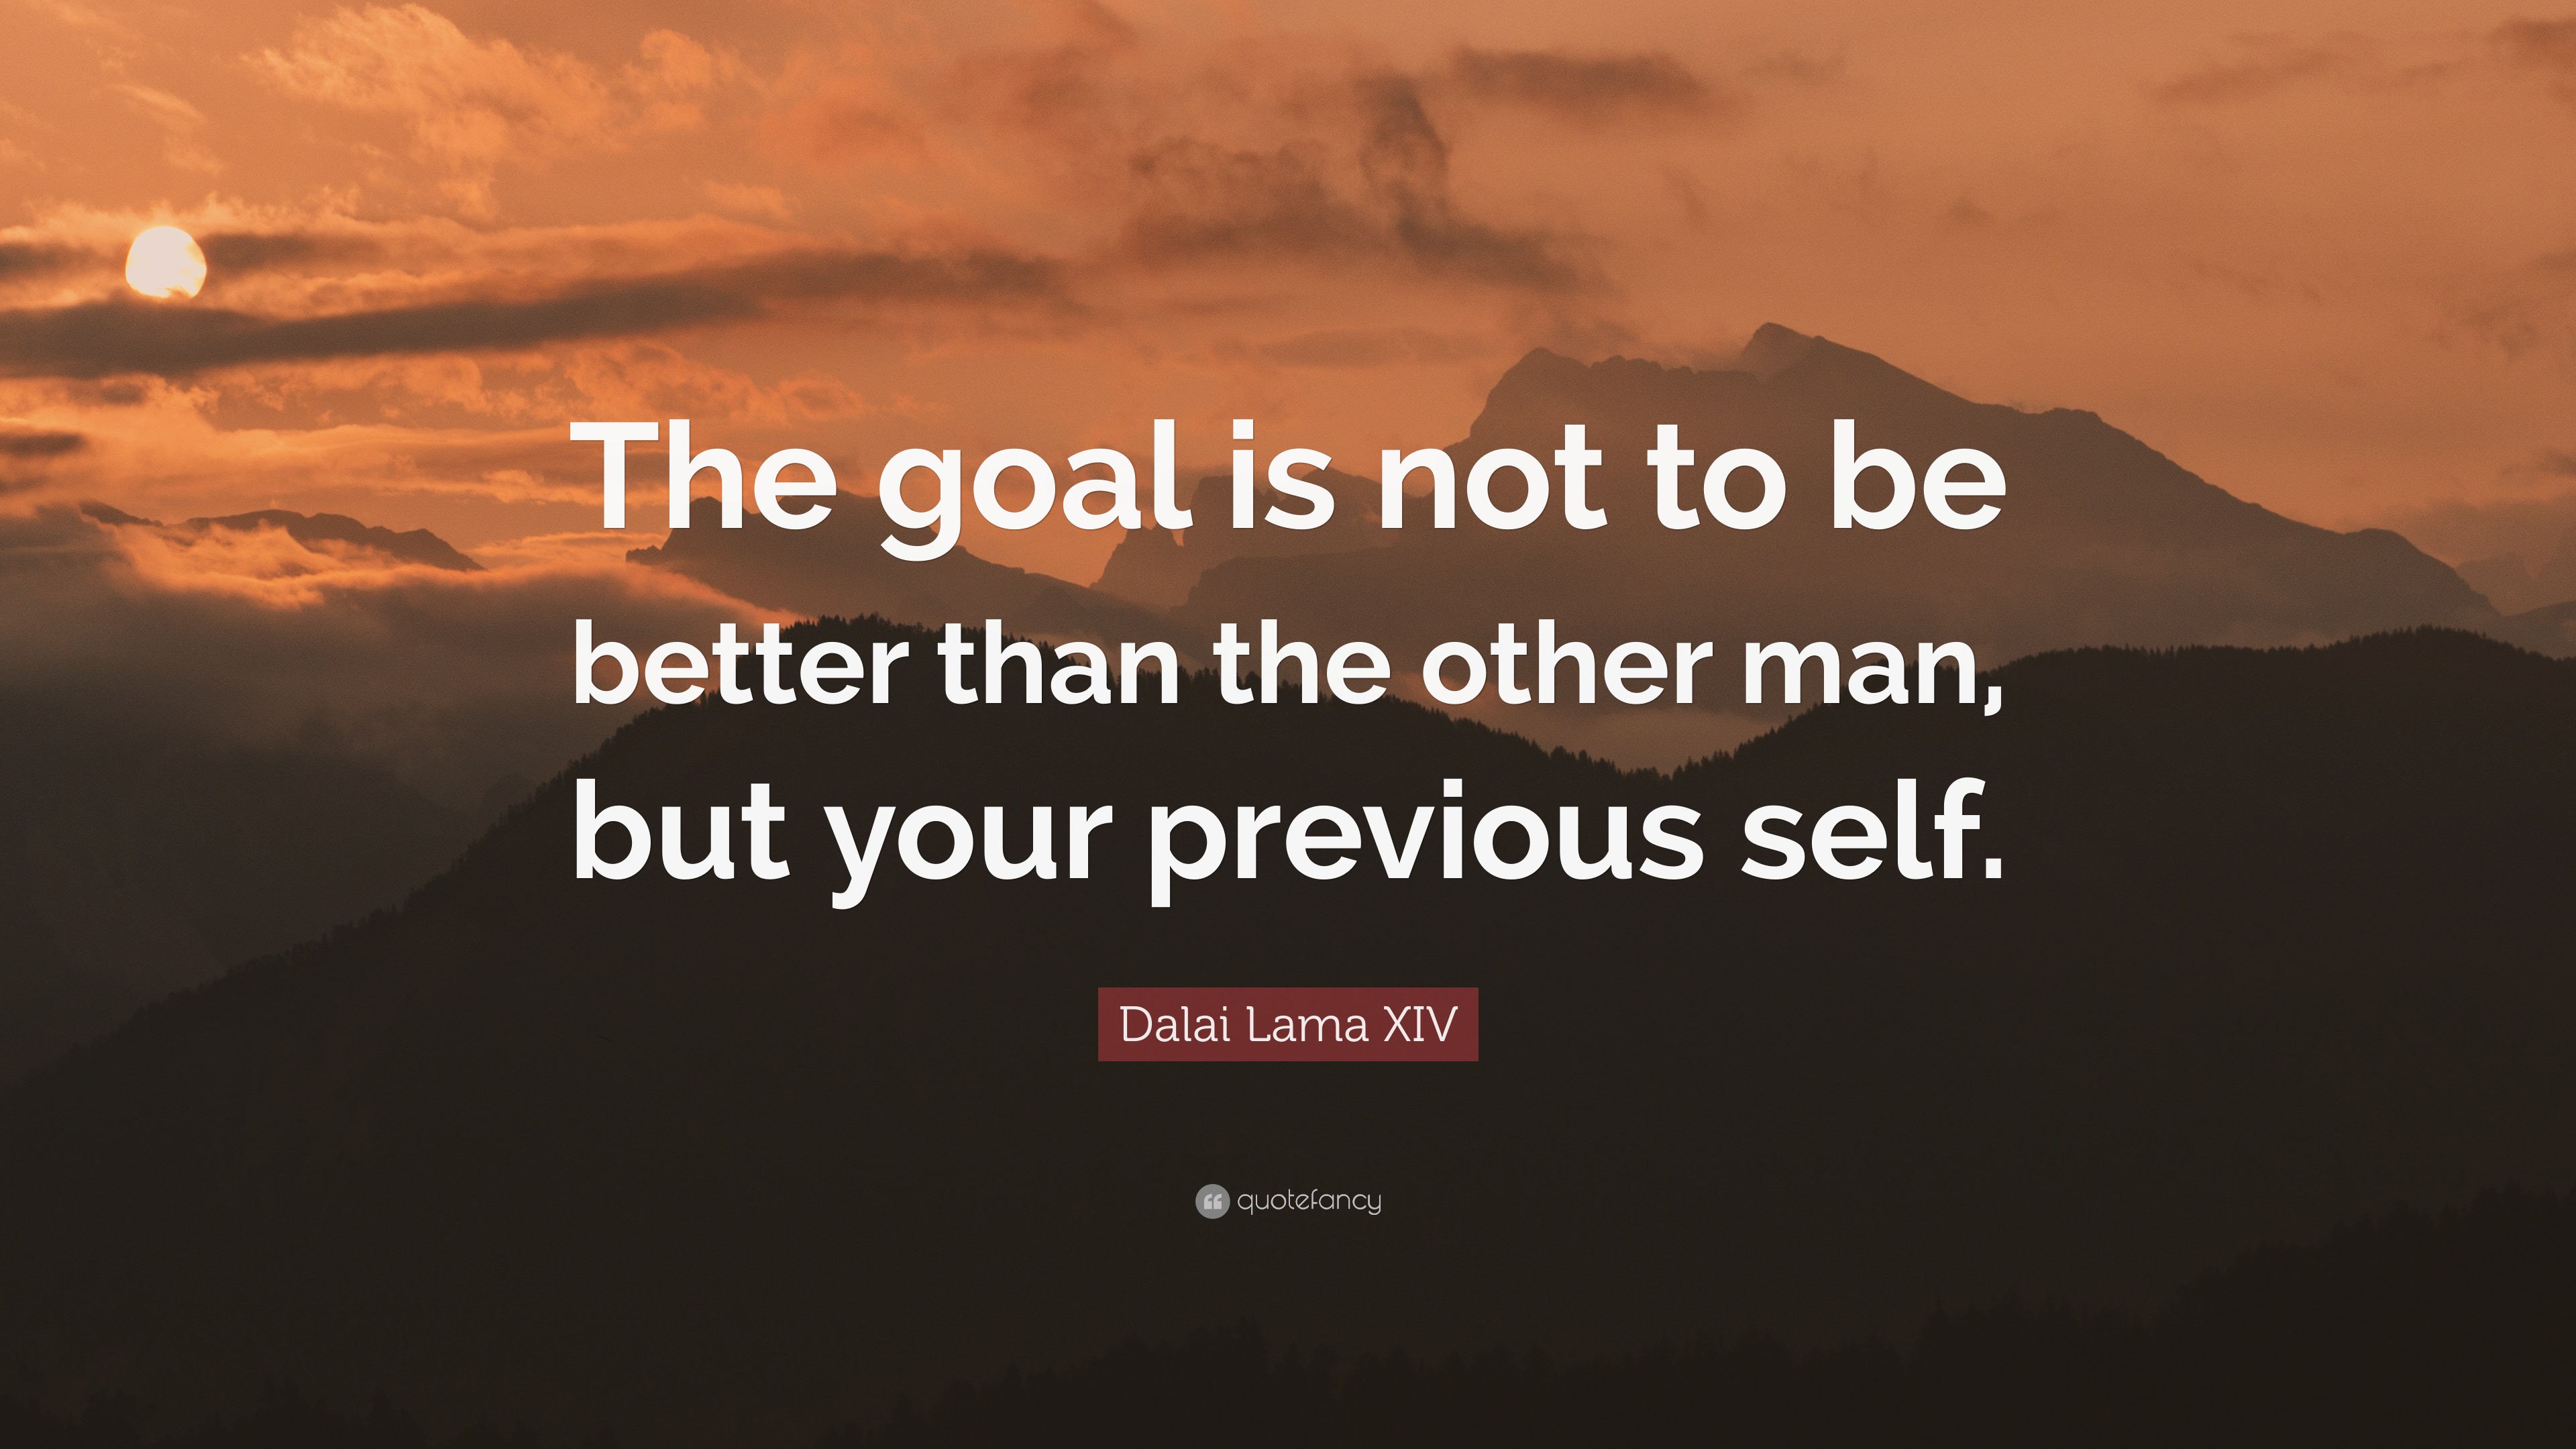 The goal is not to be
better than the other man,
but your previous self.
Dalai Lama XIV
quotefancy